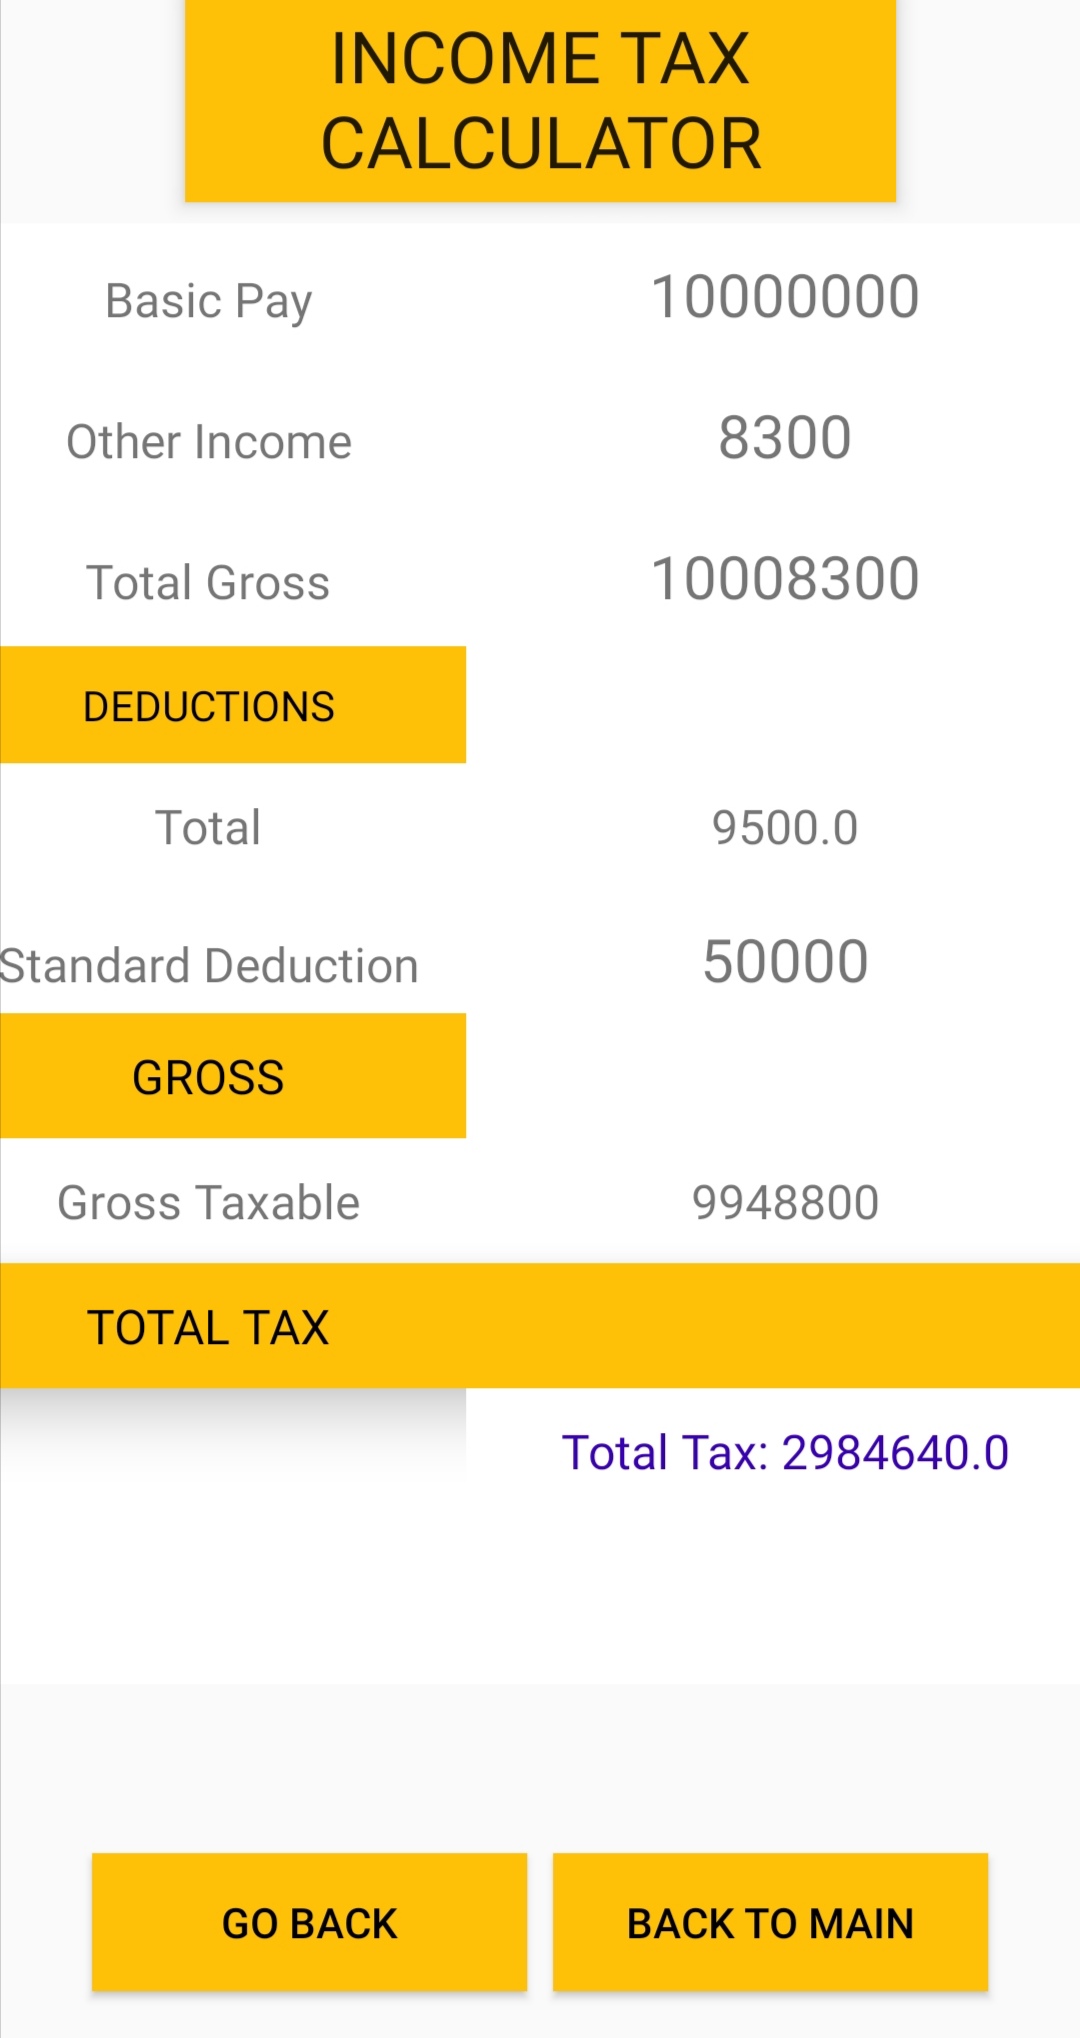 INCOME TAX
CALCULATOR
Basic Pay 10000000
Other Income 8300
Total Gross 10008300
DEDUCTIONS
Total 9500.0
Standard Deduction 50000
GROSS
Gross Taxable 9948800
TOTAL TAX
Total Tax: 2984640.0
GO BACK BACK TO MAIN